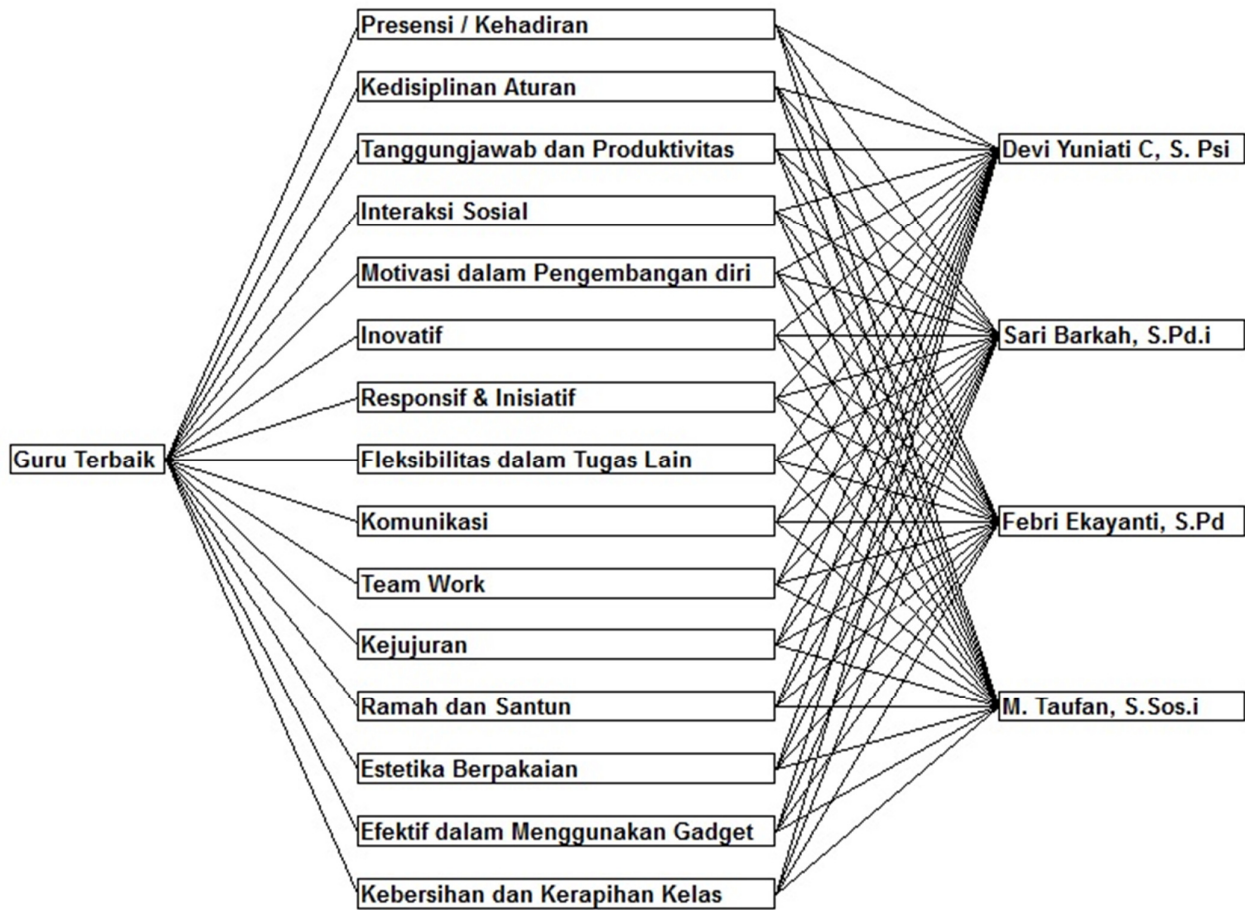 Guru Terbaik
Presensi / Kehadiran
Kedisiplinan Aturan
Tanggungjawab dan Produktivitas
Interaksi Sosial
Motivasi dalam Pengembangan diri
Inovatif
Responsif & Inisiatif
Fleksibilitas dalam Tugas Lain
Komunikasi
Team Work
Kejujuran
Ramah dan Santun
Estetika Berpakaian
Efektif dalam Menggunakan Gadget
Kebersihan dan Kerapihan Kelas
Devi Yuniati C, S. Psi
Sari Barkah, S.Pd.i
Febri Ekayanti, S.Pd
M. Taufan, S.Sos.i